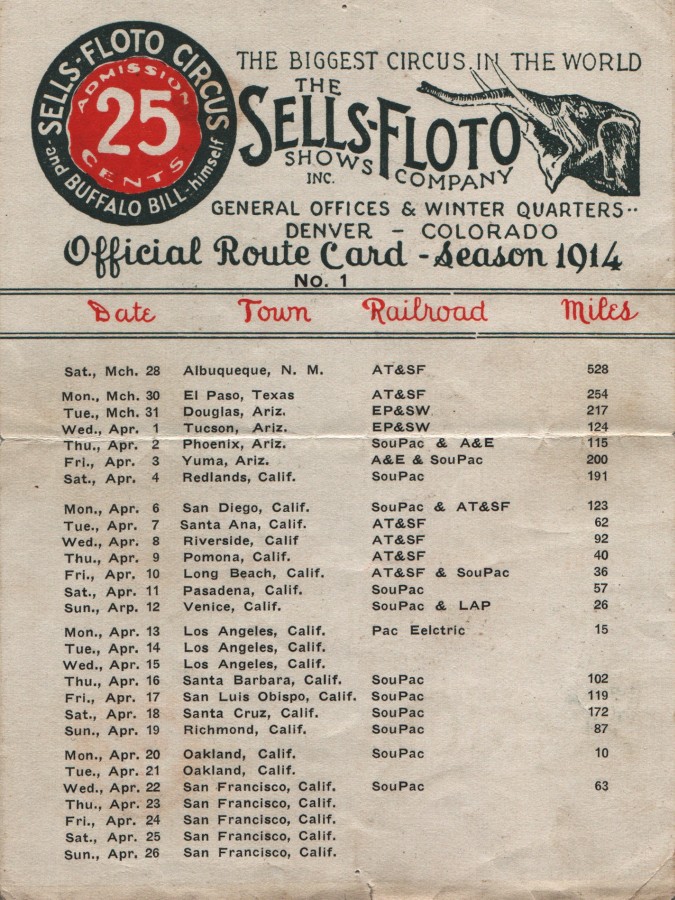 SELLS-FLOTO CIRCUS
-and BUFFALO BILL-himself
ADMISSION
25
CENTS
THE BIGGEST CIRCUS IN THE WORLD
THE
SELLS-FLOTO
SHOWS COMPANY
INC.
GENERAL OFFICES & WINTER QUARTERS··
DENVER - COLORADO
Official Route Card - Season 1914
No. 1
Date Town Railroad Miles
Sat., Mch. 28 Albuqueque, N. M. AT&SF 528
Mon., Mch. 30 El Paso, Texas AT&SF 254
Tue., Mch. 31 Douglas, Ariz. EP&SW. 217
Wed., Apr. 1 Tucson, Ariz. EP&SW 124
Thu., Apr. 2 Phoenix, Ariz. SouPac & A&E 115
Fri., Apr. 3 Yuma, Ariz. A&E & SouPac 200
Sat., Apr. 4 Redlands, Calif. SouPac 191
Mon., Apr. 6 San Diego, Calif. SouPac & AT&SF 123
Tue., Apr. 7 Santa Ana, Calif. AT&SF 62
Wed., Apr. 8 Riverside, Calif AT&SF 92
Thu., Apr. 9 Pomona, Calif. AT&SF 40
Fri., Apr. 10 Long Beach, Calif. AT&SF & SouPac 36
Sat., Apr. 11 Pasadena, Calif. SouPac 57
Sun., Arp. 12 Venice, Calif. SouPac & LAP 26
Mon., Apr. 13 Los Angeles, Calif. Pac Eelctric 15
Tue., Apr. 14 Los Angeles, Calif.
Wed., Apr. 15 Los Angeles, Calif.
Thu., Apr. 16 Santa Barbara, Calif. SouPac 102
Fri., Apr. 17 San Luis Obispo, Calif. SouPac 119
Sat., Apr. 18 Santa Cruz, Calif. SouPac 172
Sun., Apr. 19 Richmond, Calif. SouPac 87
Mon., Apr. 20 Oakland, Calif. SouPac 10
Tue., Apr. 21 Oakland, Calif.
Wed., Apr. 22 San Francisco, Calif. SouPac 63
Thu., Apr. 23 San Francisco, Calif.
Fri., Apr. 24 San Francisco, Calif.
Sat., Apr. 25 San Francisco, Calif.
Sun., Apr. 26 San Francisco, Calif.